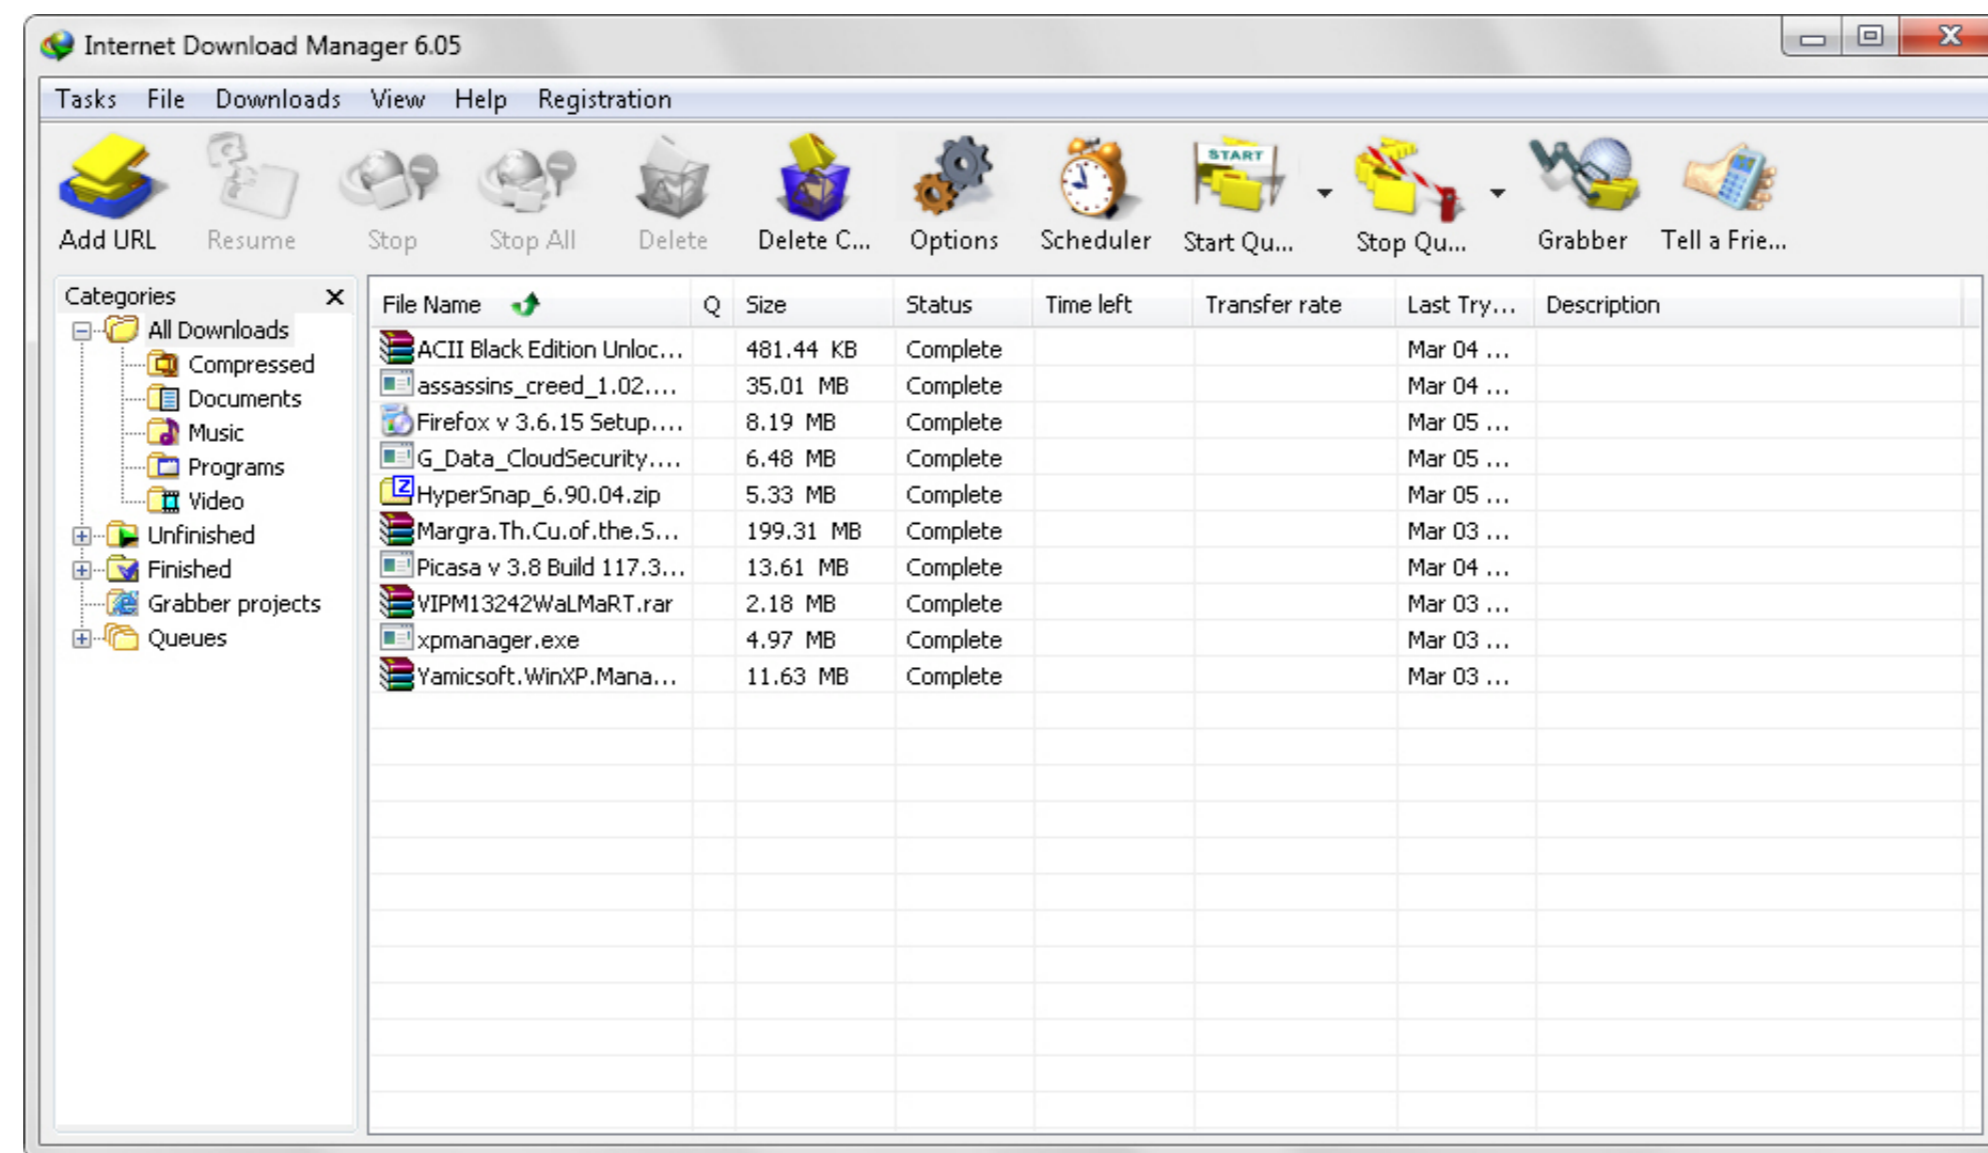 Internet Download Manager 6.05
Tasks File Downloads View Help Registration
START
Add URL Resume Stop Stop All Delete Delete C... Options Scheduler Start Qu... Stop Qu... Grabber Tell a Frie...
Categories
All Downloads
Compressed
Documents
Music
Programs
Video
Unfinished
Finished
Grabber projects
Queues
File Name Q Size Status Time left Transfer rate Last Try... Description
ACII Black Edition Unloc... 481.44 KB Complete Mar 04 ...
assassins_creed_1.02.... 35.01 MB Complete Mar 04 ...
Firefox v 3.6.15 Setup.... 8.19 MB Complete Mar 05 ...
G_Data_CloudSecurity.... 6.48 MB Complete Mar 05 ...
HyperSnap_6.90.04.zip 5.33 MB Complete Mar 05 ...
Margra.Th.Cu.of.the.S... 199.31 MB Complete Mar 03 ...
Picasa v 3.8 Build 117.3... 13.61 MB Complete Mar 04 ...
VIPM13242WaLMaRT.rar 2.18 MB Complete Mar 03 ...
xpmanager.exe 4.97 MB Complete Mar 03 ...
Yamicsoft.WinXP.Mana... 11.63 MB Complete Mar 03 ...